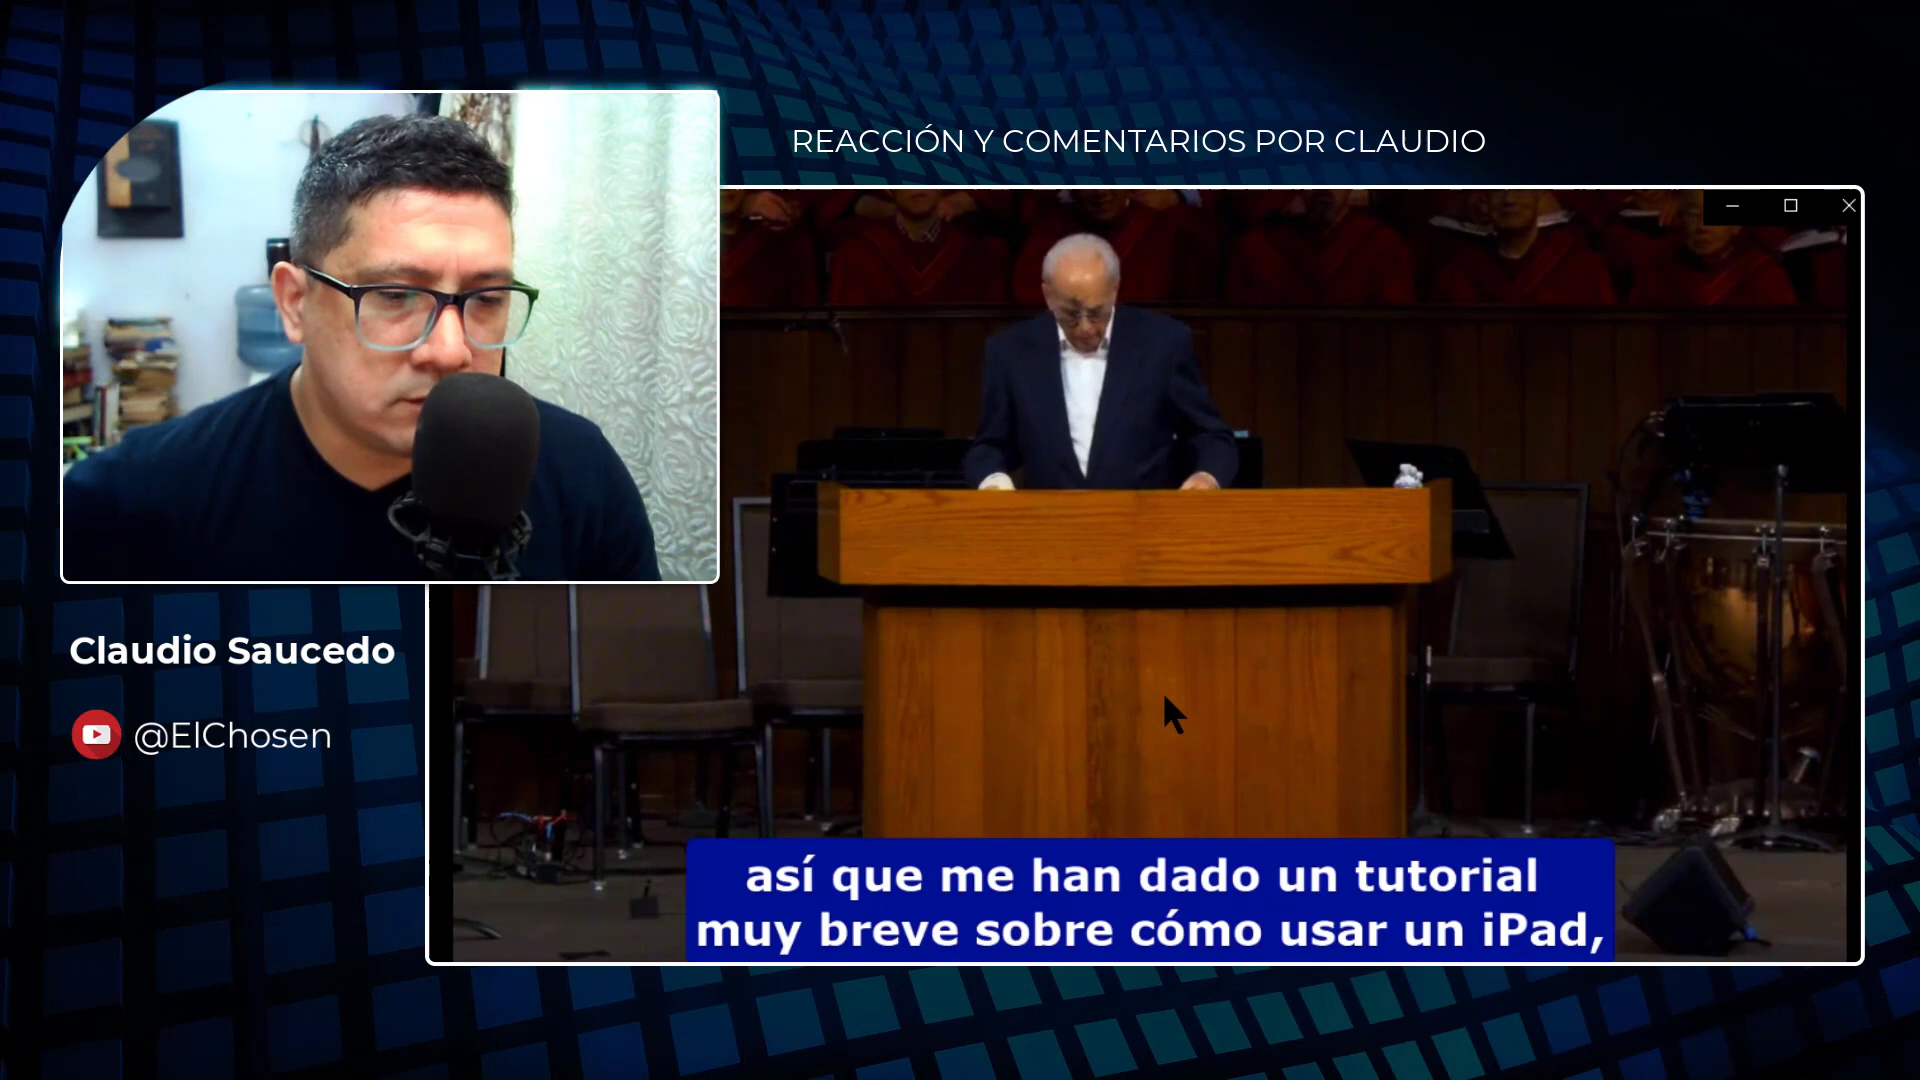 REACCIÓN Y COMENTARIOS POR CLAUDIO
Claudio Saucedo
@ElChosen
así que me han dado un tutorial
muy breve sobre cómo usar un iPad,